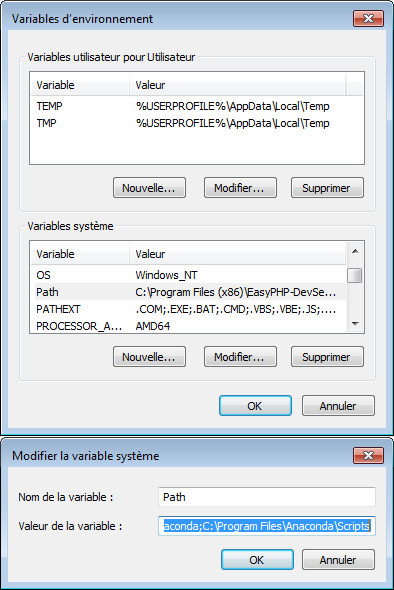 Variables d'environnement
Variables utilisateur pour Utilisateur
Variable Valeur
TEMP %USERPROFILE%\AppData\Local\Temp
TMP %USERPROFILE%\AppData\Local\Temp
Nouvelle... Modifier... Supprimer
Variables système
Variable Valeur
OS Windows_NT
Path C:\Program Files (x86)\EasyPHP-DevSe...
PATHEXT .COM;.EXE;.BAT;.CMD;.VBS;.VBE;.JS;....
PROCESSOR_A... AMD64
Nouvelle... Modifier... Supprimer
OK Annuler
Modifier la variable système
Nom de la variable : Path
Valeur de la variable : aconda;C:\Program Files\Anaconda\Scripts
OK Annuler